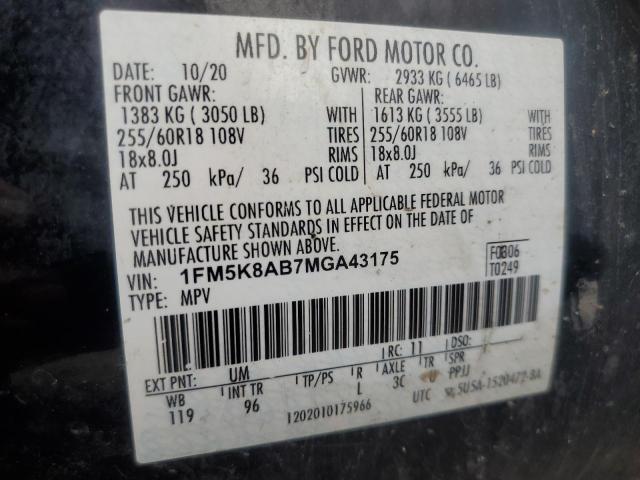 MFD. BY FORD MOTOR CO.
DATE: 10/20 GVWR: 2933 KG ( 6465 LB)
FRONT GAWR: REAR GAWR:
1383 KG ( 3050 LB) WITH 1613 KG ( 3555 LB) WITH
255/60R18 108V TIRES 255/60R18 108V TIRES
18x8.0J RIMS 18x8.0J RIMS
AT 250 kPa/ 36 PSI COLD AT 250 kPa/ 36 PSI COLD
THIS VEHICLE CONFORMS TO ALL APPLICABLE FEDERAL MOTOR
VEHICLE SAFETY STANDARDS IN EFFECT ON THE DATE OF
MANUFACTURE SHOWN ABOVE.
VIN: 1FM5K8AB7MGA43175 F0306
TYPE: MPV T0249
EXT PNT: UM RC: 11 DSO:
WB INT TR TP/PS R AXLE TR SPR
119 96 L 3C PPJJ
1202010175966 UTC 5U5A-1520472-BA